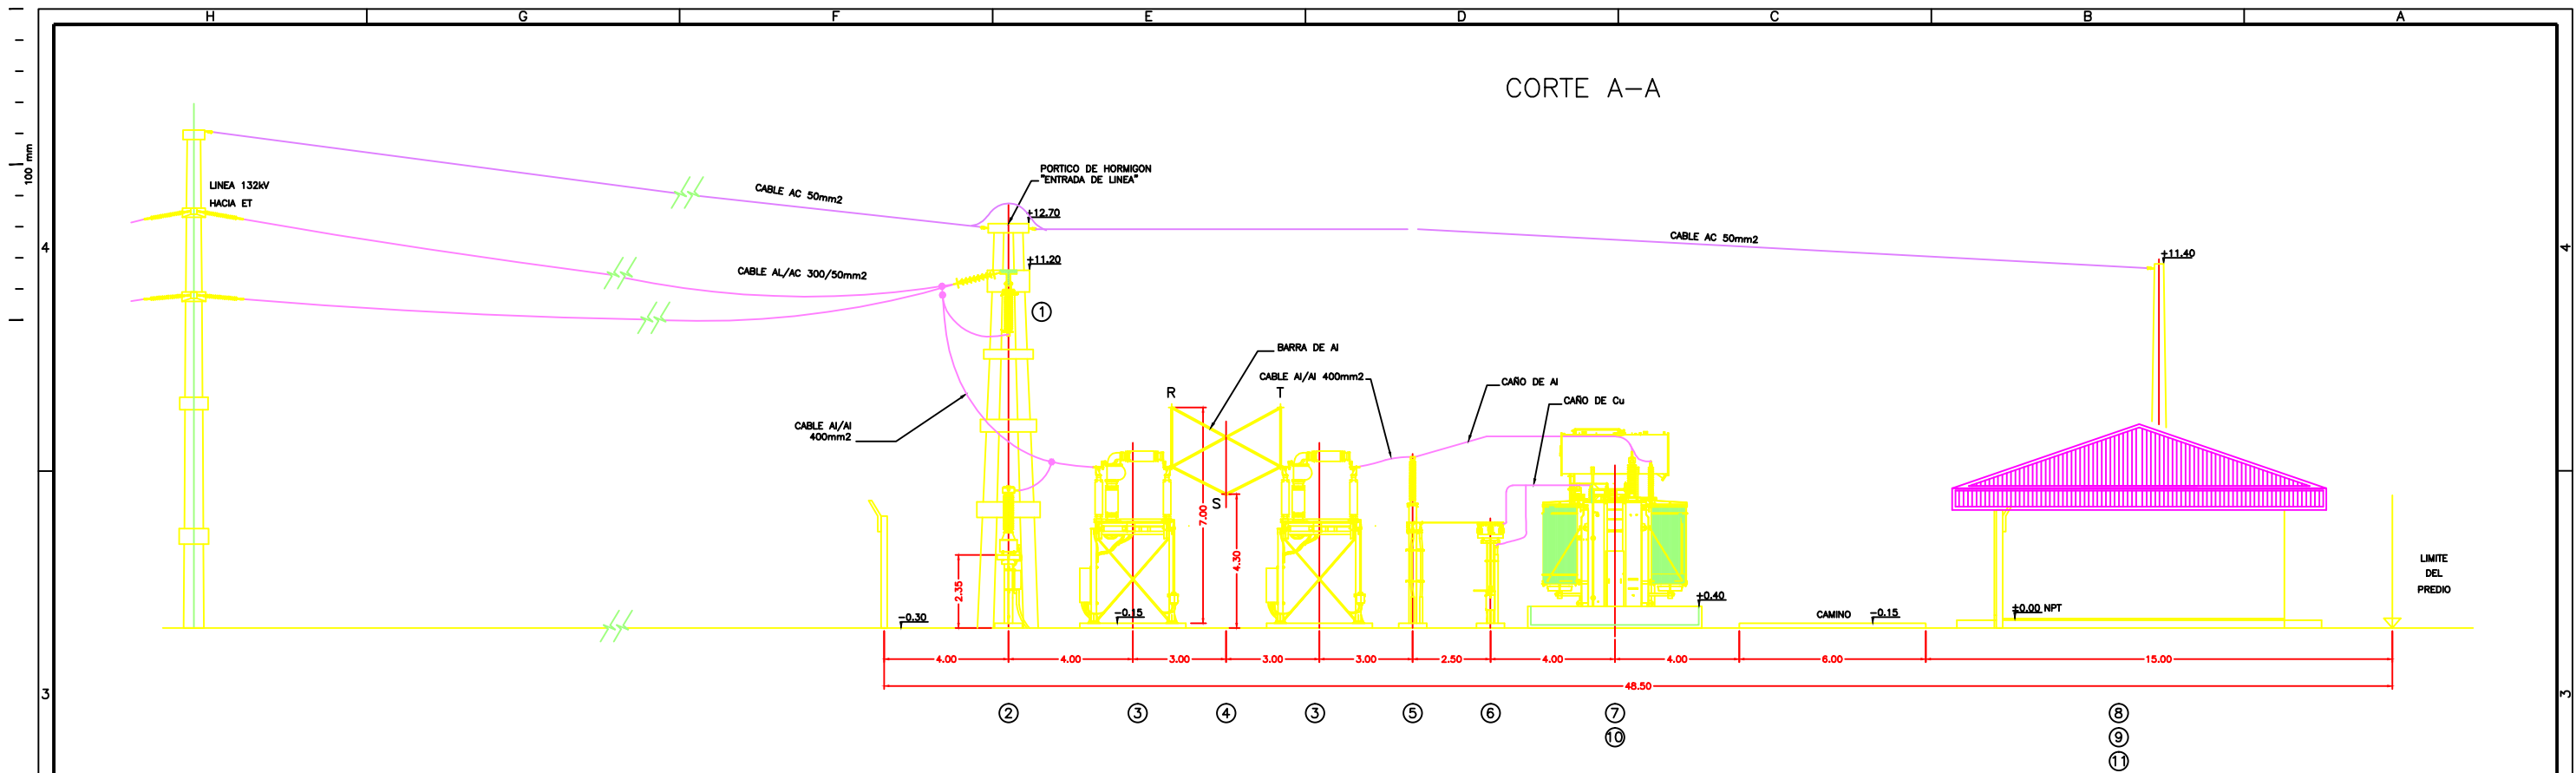 H G F E D C B A
CORTE A-A
100 mm
PORTICO DE HORMIGON
"ENTRADA DE LINEA"
LINEA 132kV
HACIA ET
CABLE AC 50mm2
+12.70
CABLE AC 50mm2
4 4
+11.20
+11.40
CABLE AL/AC 300/50mm2
1
BARRA DE Al
CABLE Al/Al 400mm2
CAÑO DE Al
R T
CAÑO DE Cu
CABLE Al/Al
400mm2
S
7.00
4.30
2.35
LIMITE
DEL
PREDIO
+0.40
-0.30
-0.15
CAMINO
-0.15
±0.00 NPT
4.00 4.00 3.00 3.00 3.00 2.50 4.00 4.00 6.00 15.00
48.50
3 3
2 3 4 3 5 6 7 8
10 9
11